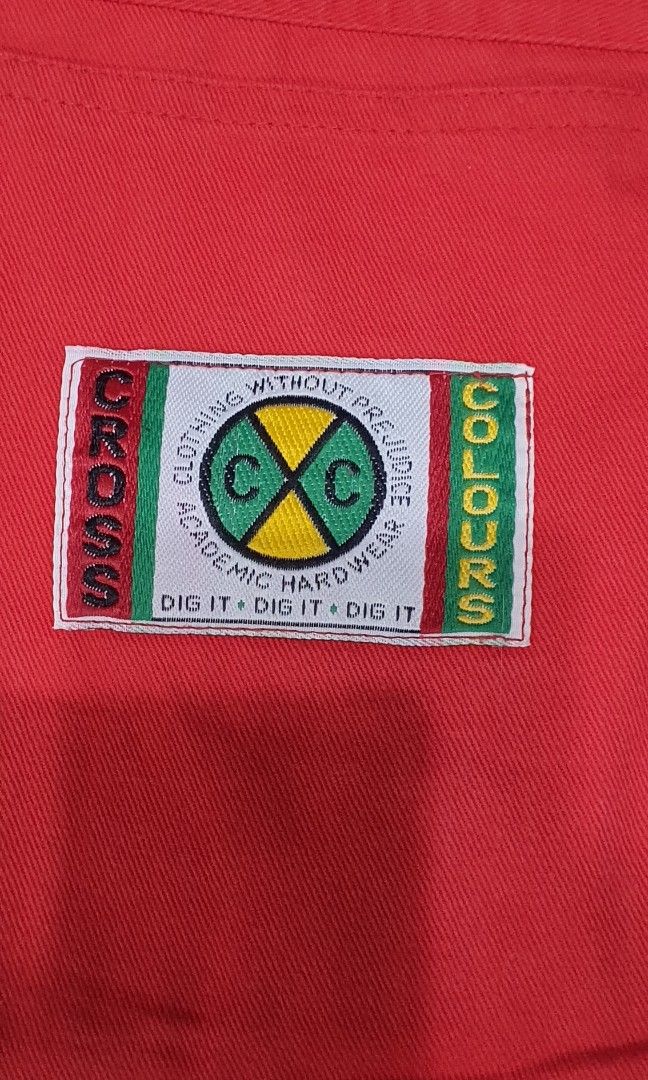 CROSS
CLOTHING WITHOUT PREJUDICE
C C
ACADEMIC HARDWEAR
DIG IT • DIG IT • DIG IT
COLOURS